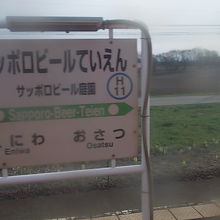 ッポロビールていえん
サッポロビール庭園
H
11
Sapporo-Beer-Teien
にわ おさつ
Eniwa Osatsu